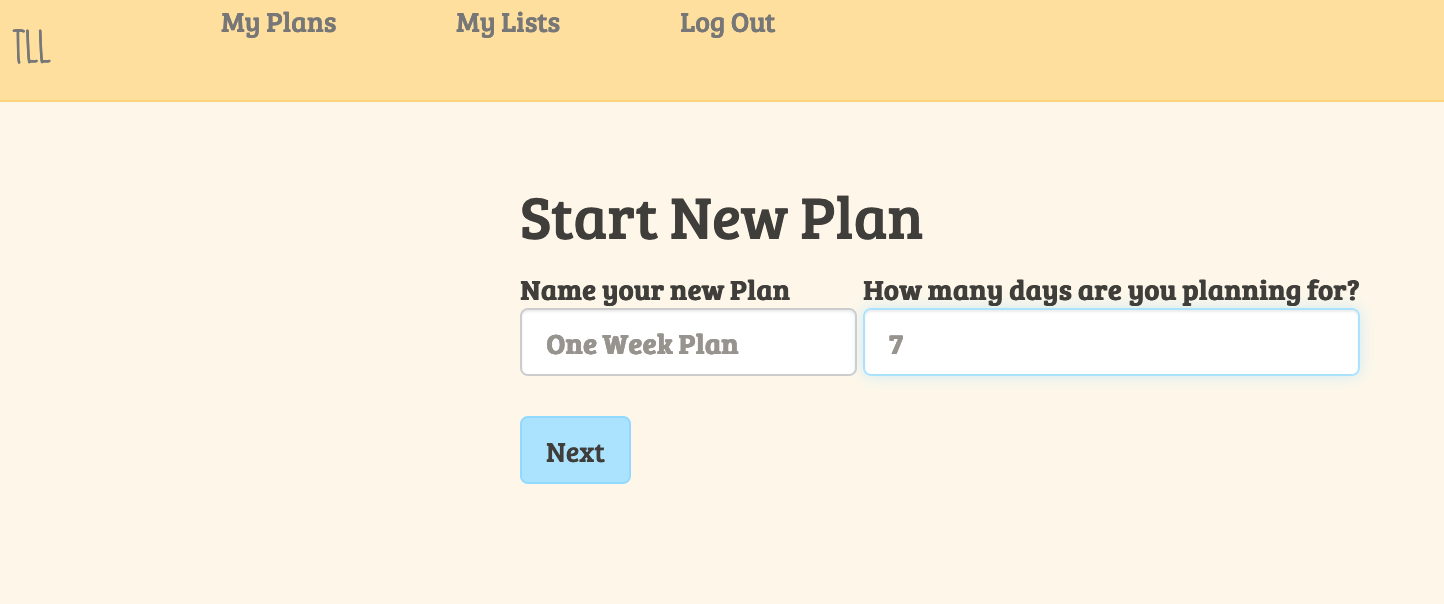 TLL My Plans My Lists Log Out
Start New Plan
Name your new Plan How many days are you planning for?
One Week Plan 7
Next